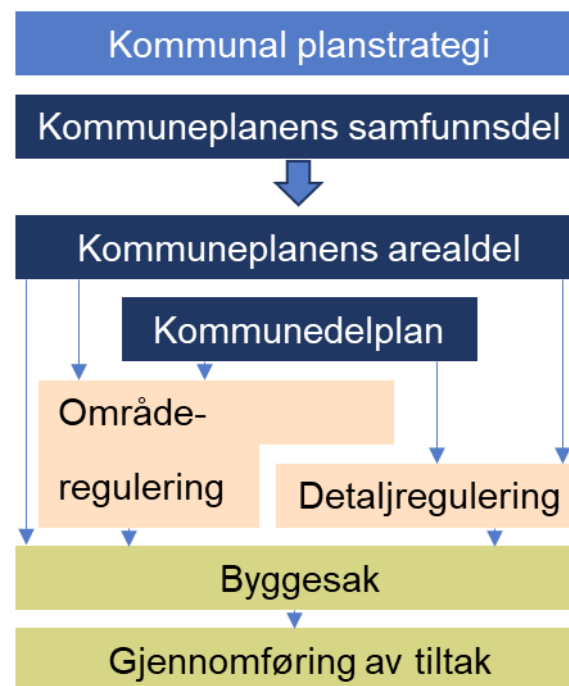 Kommunal planstrategi
Kommuneplanens samfunnsdel
Kommuneplanens arealdel
Kommunedelplan
Område-
regulering
Detaljregulering
Byggesak
Gjennomføring av tiltak